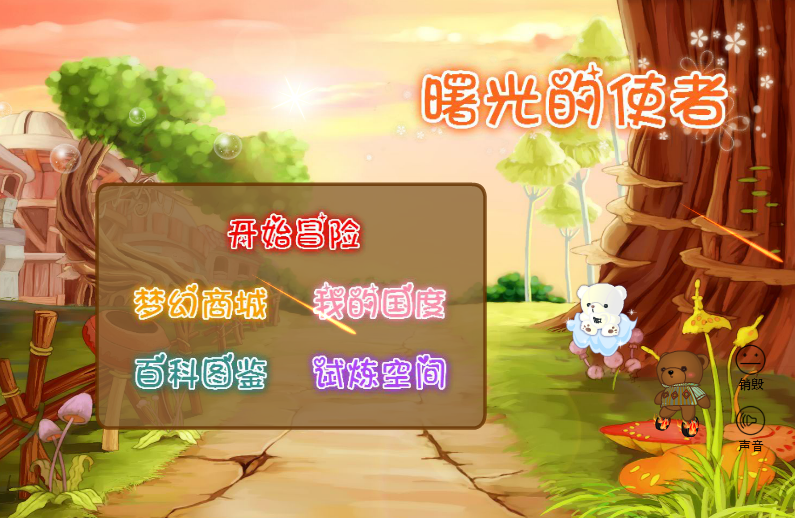 曙光的使者
开始冒险
梦幻商城 我的国度
百科图鉴 试炼空间
销毁
声音